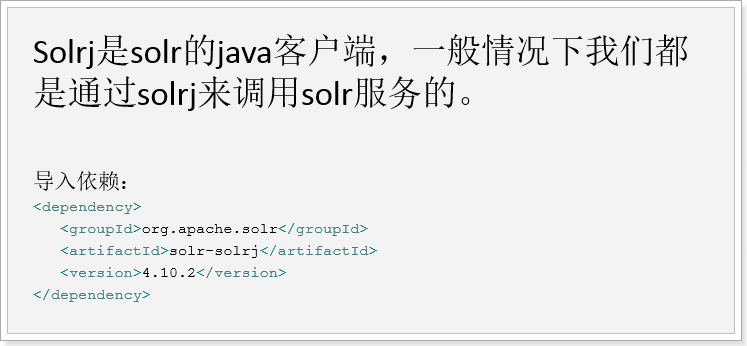 Solrj是solr的java客户端，一般情况下我们都
是通过solrj来调用solr服务的。
导入依赖：
<dependency>
<groupId>org.apache.solr</groupId>
<artifactId>solr-solrj</artifactId>
<version>4.10.2</version>
</dependency>